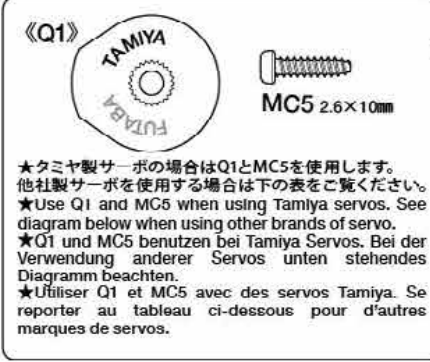 《Q1》
TAMIYA
FUTABA
MC5 2.6×10mm
★タミヤ製サーボの場合はQ1とMC5を使用します。
他社製サーボを使用する場合は下の表をご覧ください。
★Use Q1 and MC5 when using Tamiya servos. See
diagram below when using other brands of servo.
★Q1 und MC5 benutzen bei Tamiya Servos. Bei der
Verwendung anderer Servos unten stehendes
Diagramm beachten.
★Utiliser Q1 et MC5 avec des servos Tamiya. Se
reporter au tableau ci-dessous pour d'autres
marques de servos.